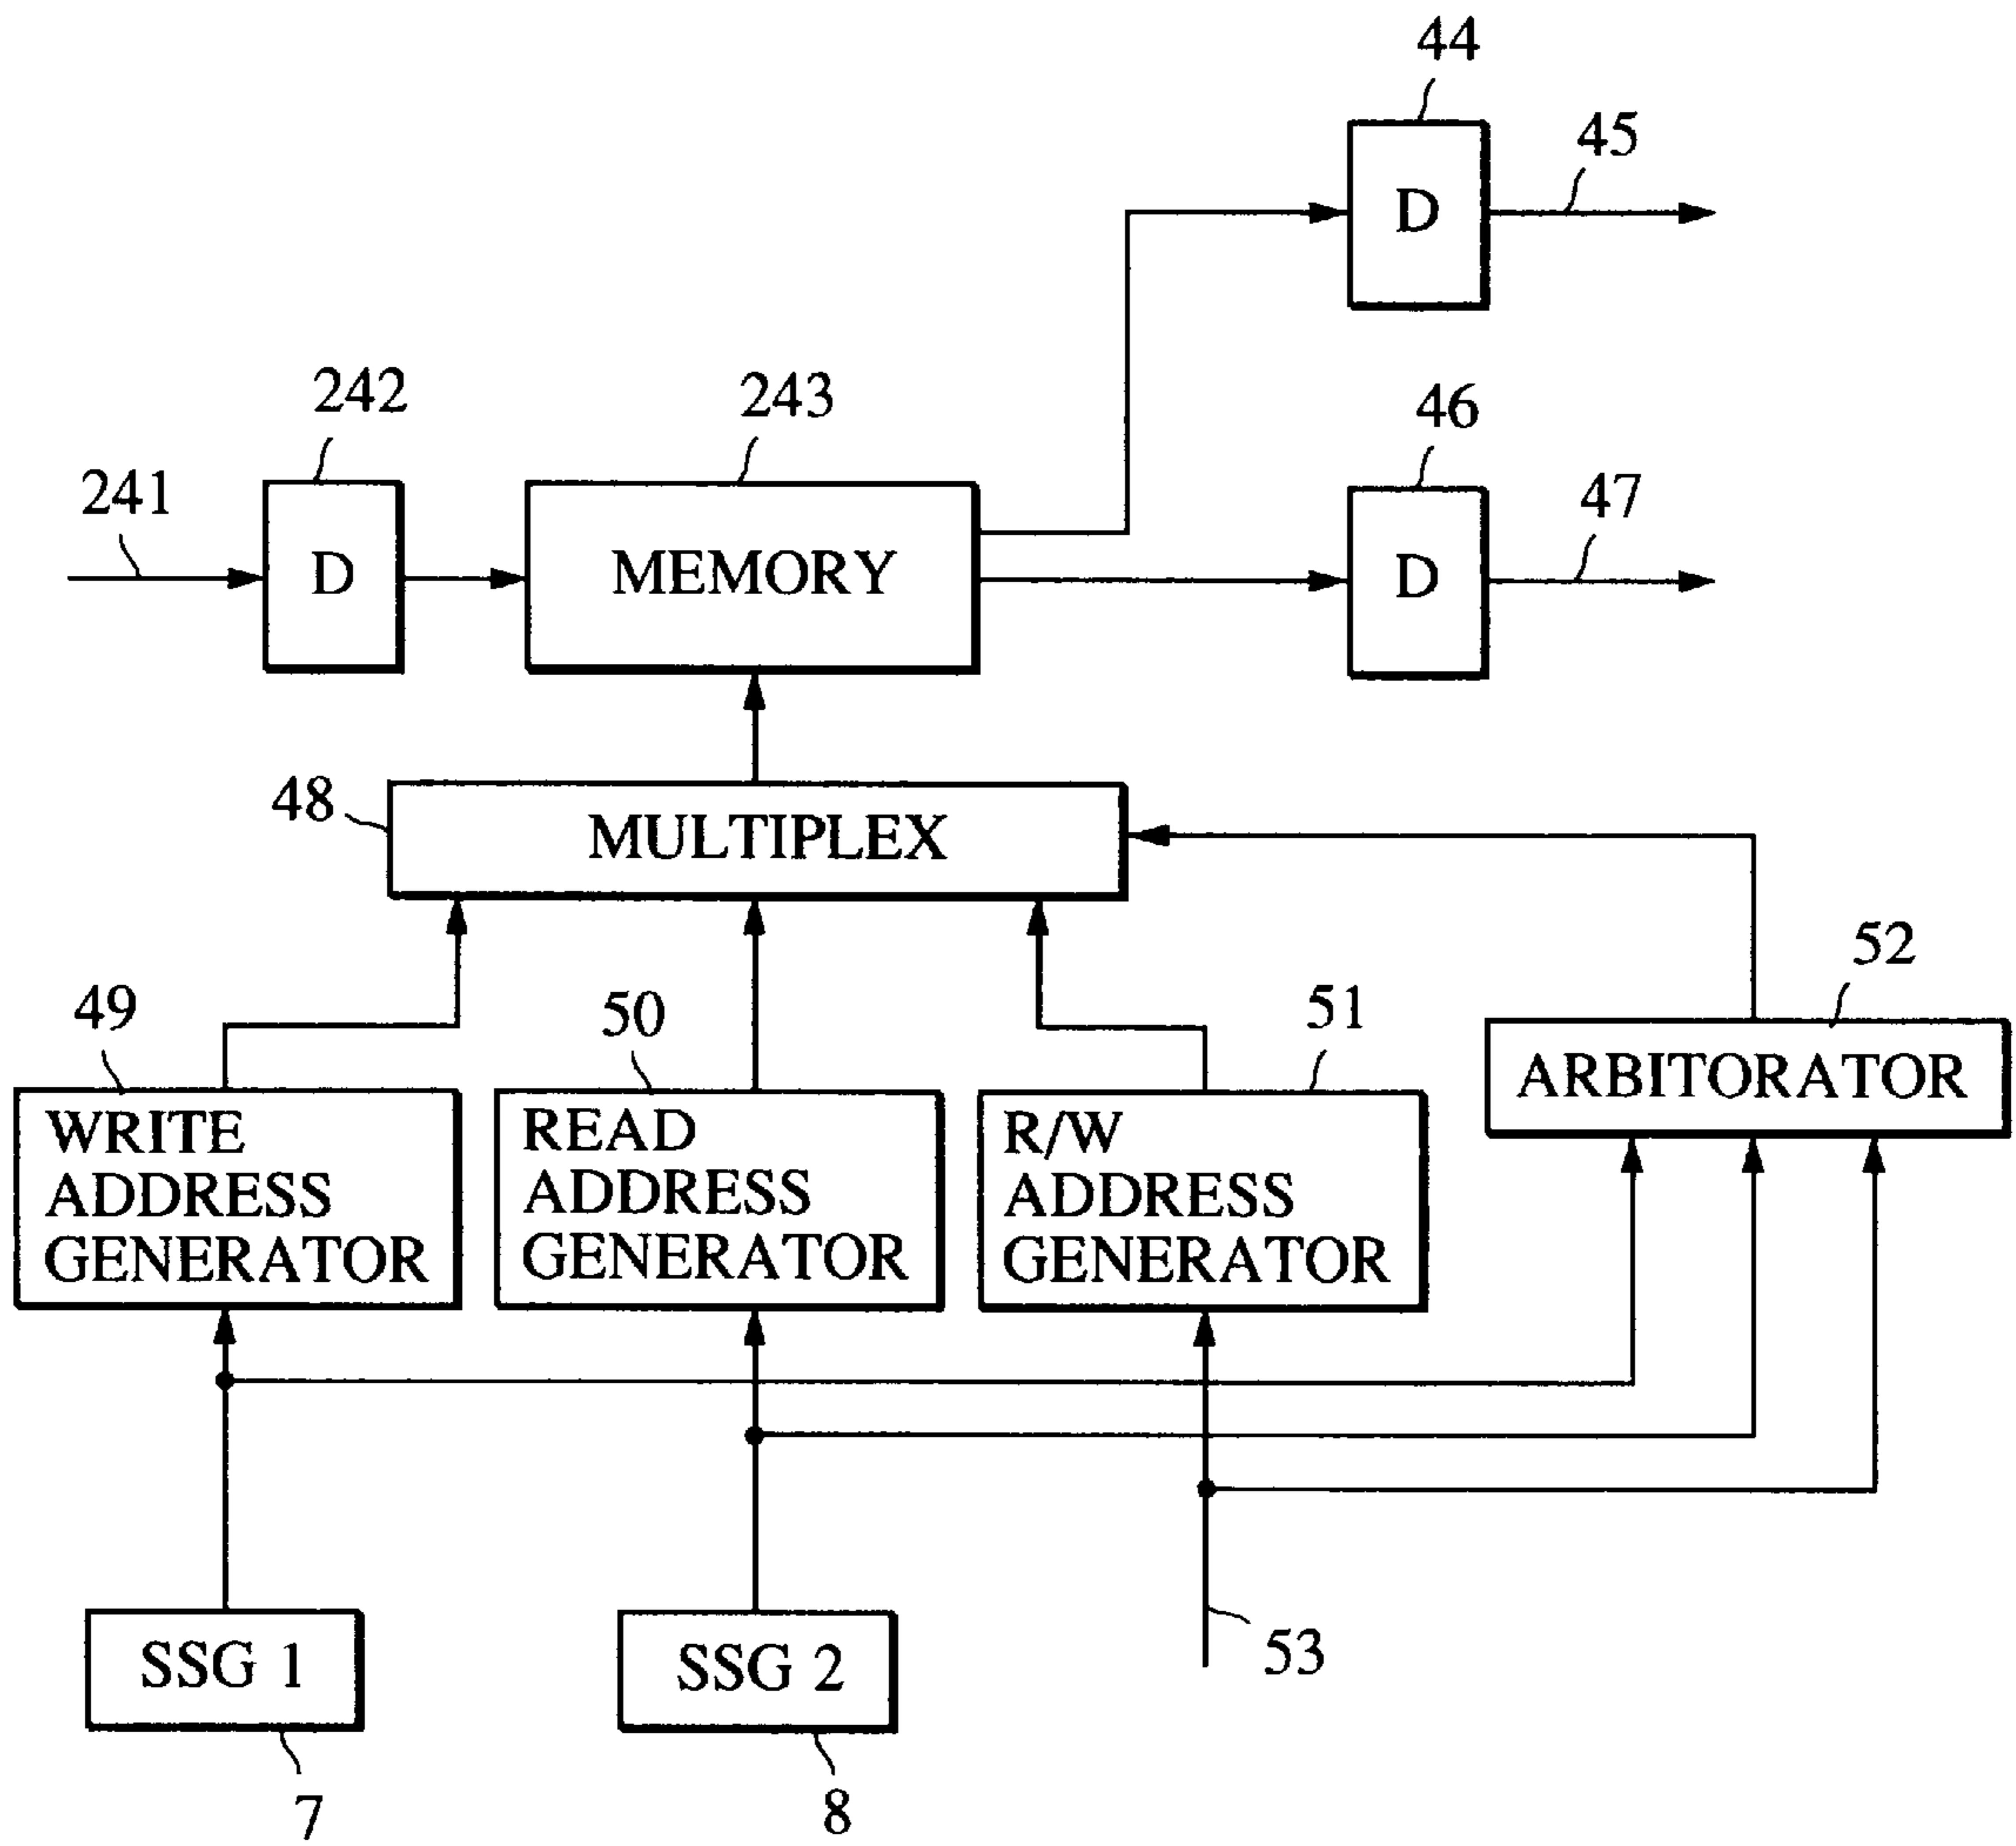 44
45
D
242
243
46
241
47
D
MEMORY
D
48
MULTIPLEX
52
49
50
51
ARBITORATOR
WRITE
ADDRESS
GENERATOR
READ
ADDRESS
GENERATOR
R/W
ADDRESS
GENERATOR
SSG 1
SSG 2
53
7
8